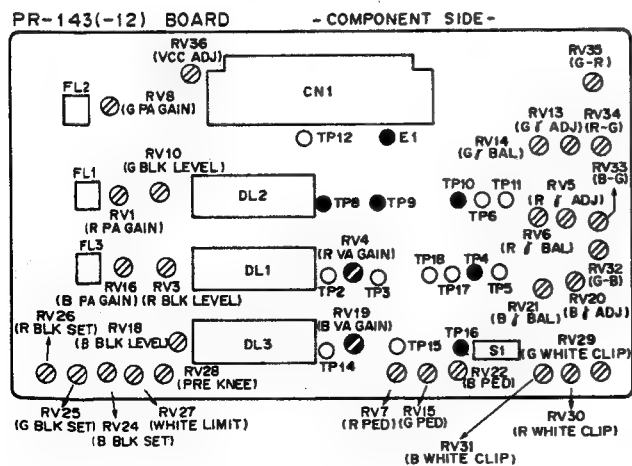 PR-143(-12) BOARD -COMPONENT SIDE-
RV36
(VCC ADJ)
FL2
RV8
(G PA GAIN)
CN1
RV35
(G-R)
TP12
E1
RV13
(G γ ADJ)
RV34
(R-G)
RV14
(G γ BAL)
RV33
(B-G)
RV10
(G BLK LEVEL)
FL1
RV1
(R PA GAIN)
DL2
TP8
TP9
TP10
TP11
TP6
RV5
(R γ ADJ)
RV6
(R γ BAL)
FL3
RV16
(B PA GAIN)
RV3
(R BLK LEVEL)
DL1
RV4
(R VA GAIN)
TP2
TP3
TP18
TP4
TP17
TP5
RV32
(G-B)
RV21
(B γ BAL)
RV20
(B γ ADJ)
RV26
(R BLK SET)
RV18
(B BLK LEVEL)
DL3
RV19
(B VA GAIN)
TP14
TP15
TP16
S1
RV29
(G WHITE CLIP)
RV28
(PRE KNEE)
RV22
(B PED)
RV25
(G BLK SET)
RV24
(B BLK SET)
RV27
(WHITE LIMIT)
RV7
(R PED)
RV15
(G PED)
RV31
(B WHITE CLIP)
RV30
(R WHITE CLIP)